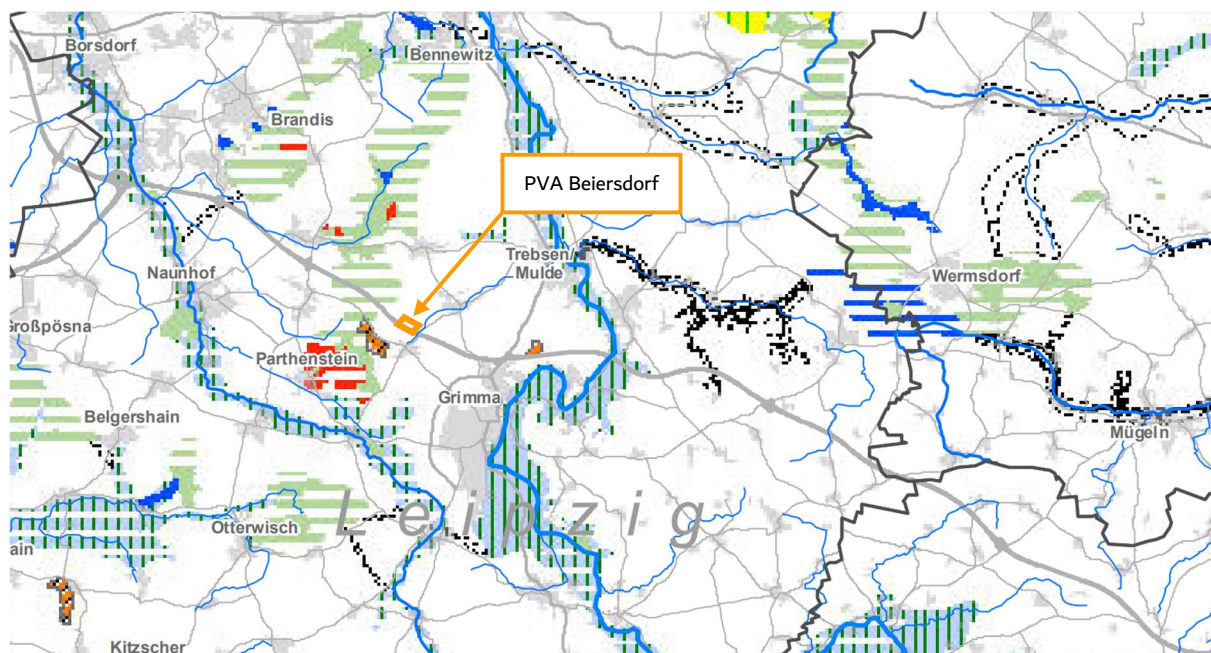 Borsdorf
Bennewitz
Brandis
PVA Beiersdorf
Trebsen/
Mulde
Naunhof
Wermsdorf
Großpösna
Parthenstein
Grimma
Belgershain
Mügeln
Leipzig
Otterwisch
ain
Kitzscher